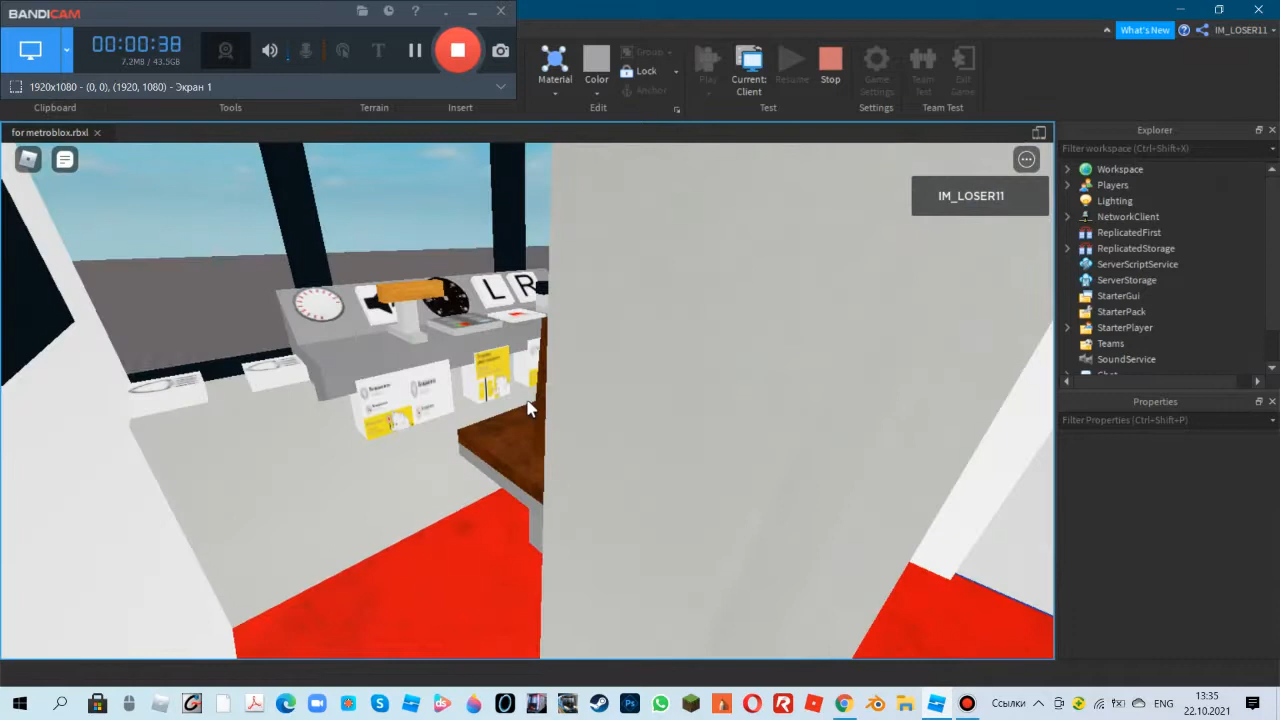 BANDICAM
00:00:38
7.2MB / 43.5GB
1920x1080 - (0, 0), (1920, 1080) - Экран 1
What's New
IM_LOSER11
Material
Color
Group
Lock
Anchor
Play
Current:
Client
Resume
Stop
Game
Settings
Team
Test
Exit
Game
Clipboard
Tools
Terrain
Insert
Edit
Test
Settings
Team Test
for metroblox.rbxl
IM_LOSER11
L
R
Explorer
Filter workspace (Ctrl+Shift+X)
Workspace
Players
Lighting
NetworkClient
ReplicatedFirst
ReplicatedStorage
ServerScriptService
ServerStorage
StarterGui
StarterPack
StarterPlayer
Teams
SoundService
Properties
Filter Properties (Ctrl+Shift+P)
Ссылки
ENG
13:35
22.10.2021